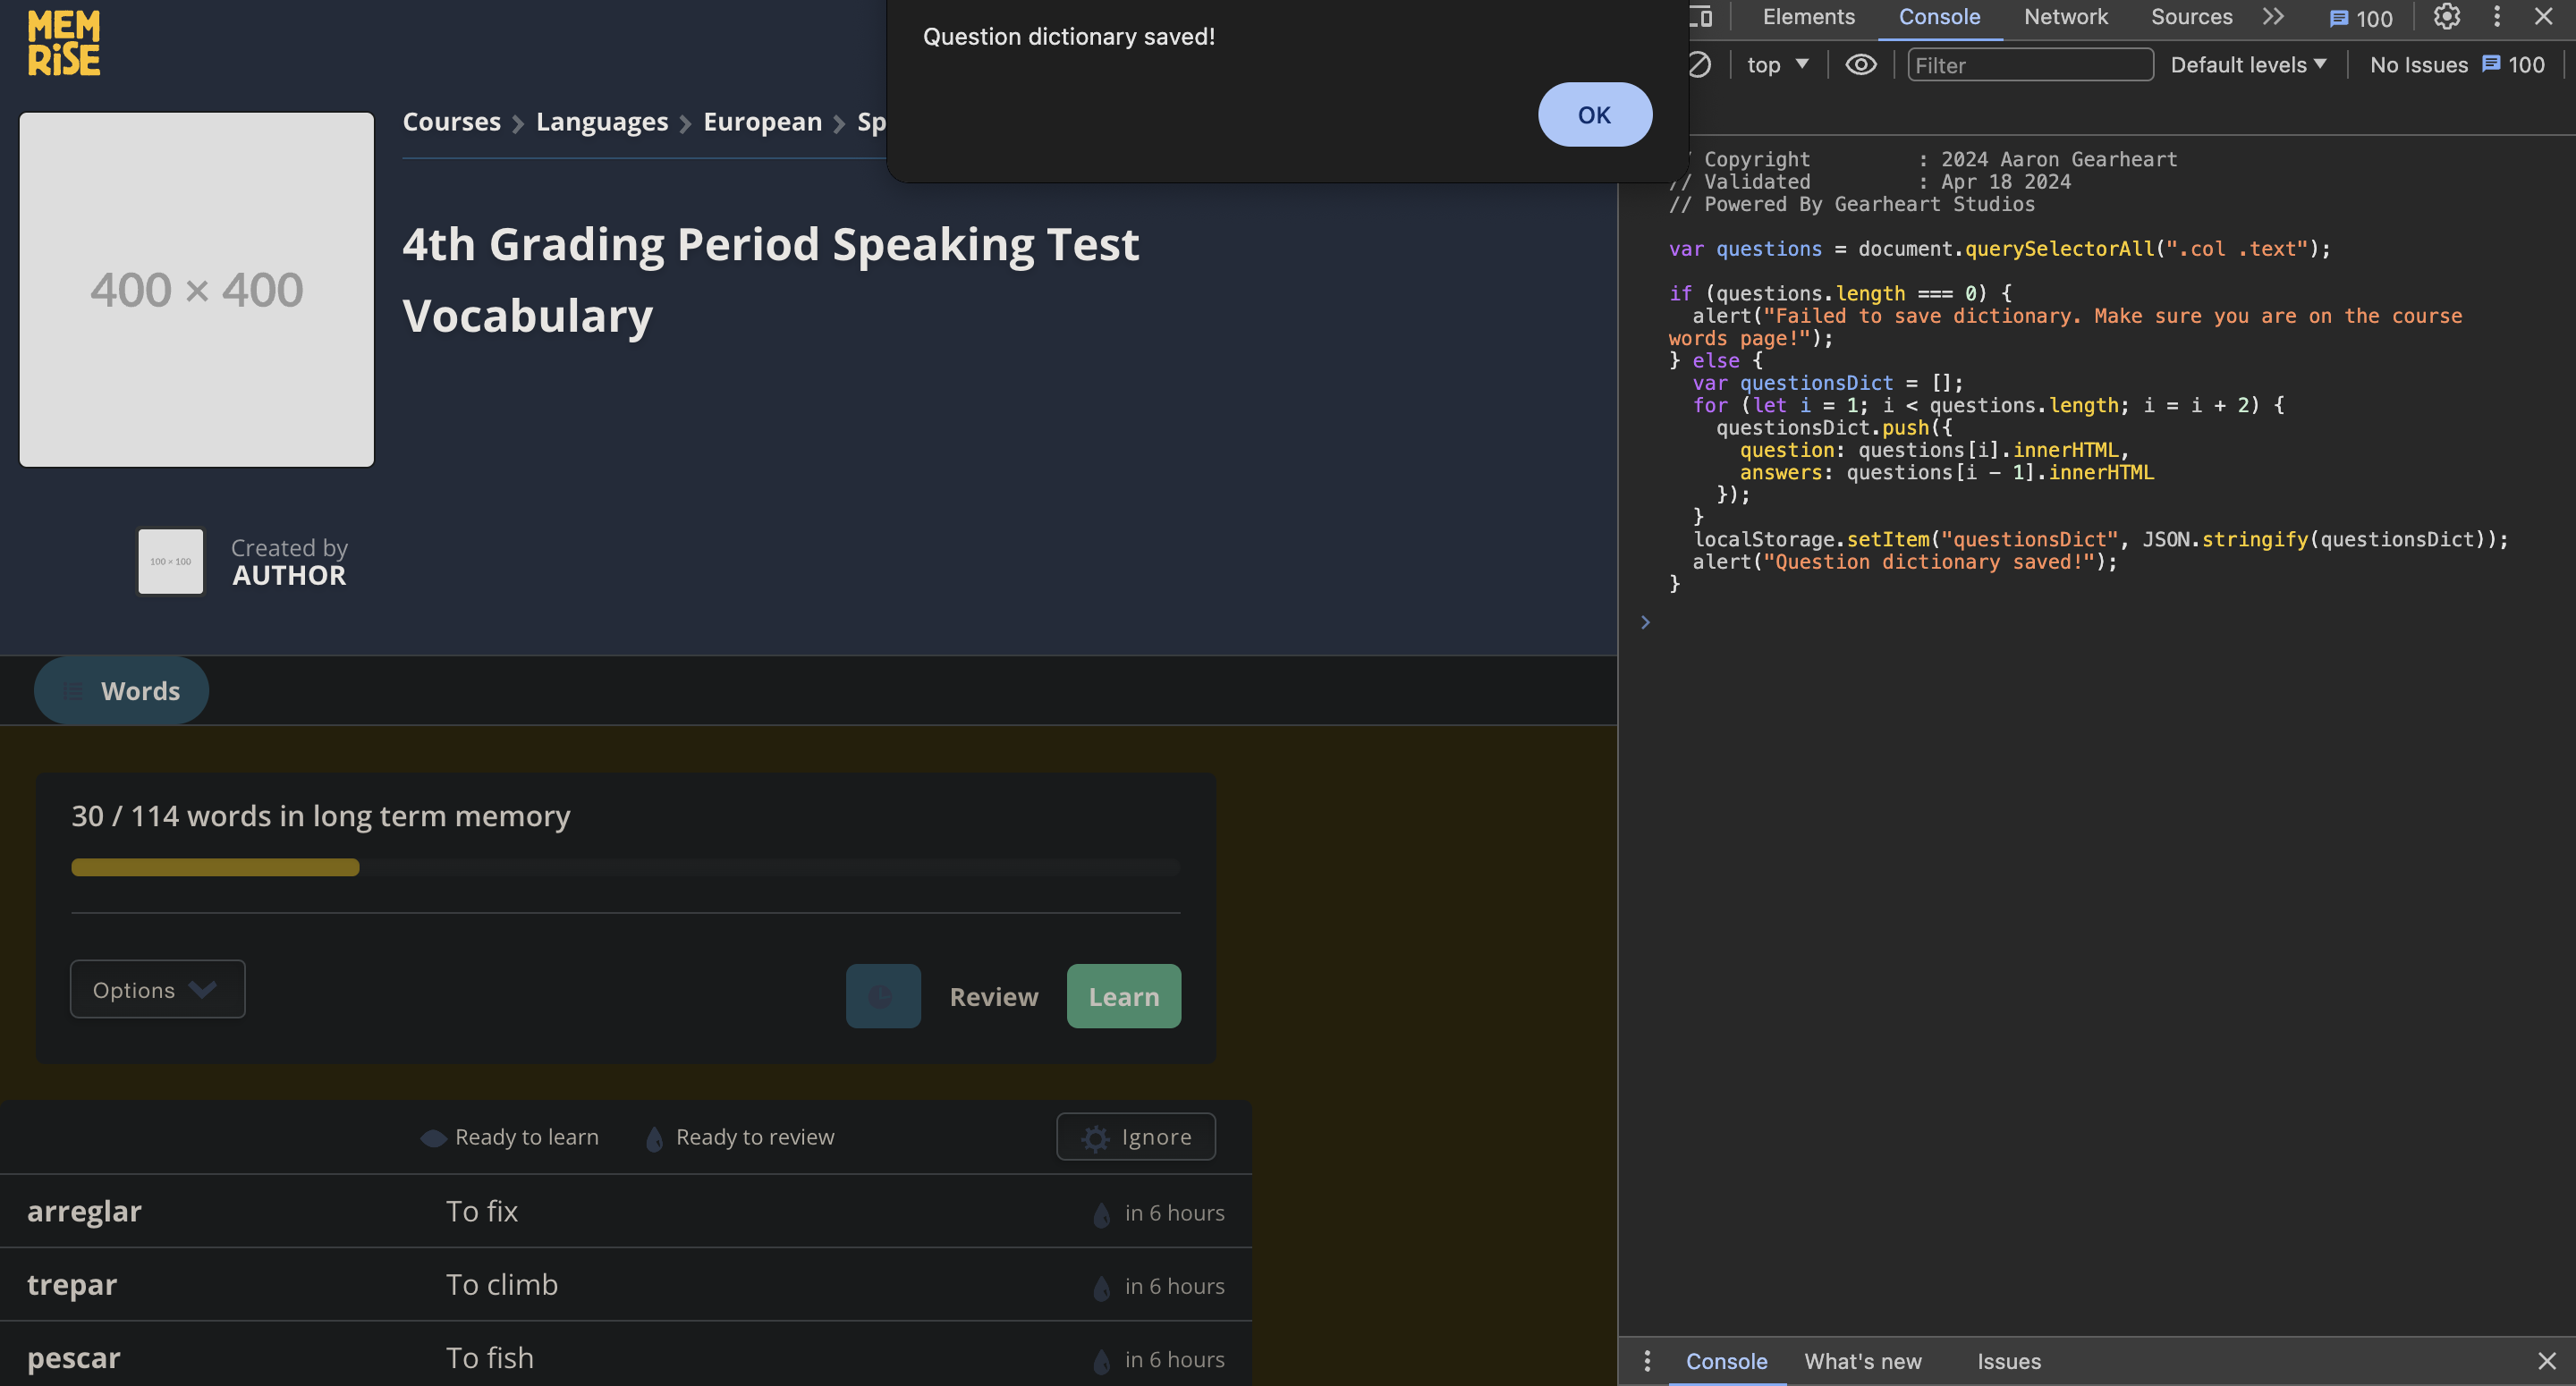 MEM
RiSE
Question dictionary saved!
OK
Elements Console Network Sources 100
top Filter Default levels No Issues 100
Courses Languages European Sp
400 × 400
4th Grading Period Speaking Test
Vocabulary
100 × 100
Created by
AUTHOR
Words
30 / 114 words in long term memory
Options
Review
Learn
Ready to learn Ready to review Ignore
arreglar To fix in 6 hours
trepar To climb in 6 hours
pescar To fish in 6 hours
/ Copyright : 2024 Aaron Gearheart
// Validated : Apr 18 2024
// Powered By Gearheart Studios
var questions = document.querySelectorAll(".col .text");
if (questions.length === 0) {
alert("Failed to save dictionary. Make sure you are on the course
words page!");
} else {
var questionsDict = [];
for (let i = 1; i < questions.length; i = i + 2) {
questionsDict.push({
question: questions[i].innerHTML,
answers: questions[i - 1].innerHTML
});
}
localStorage.setItem("questionsDict", JSON.stringify(questionsDict));
alert("Question dictionary saved!");
}
Console What's new Issues